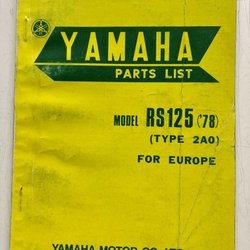 YAMAHA
PARTS LIST
MODEL RS125 ('78)
(TYPE 2A0)
FOR EUROPE
YAMAHA MOTOR CO., LTD.